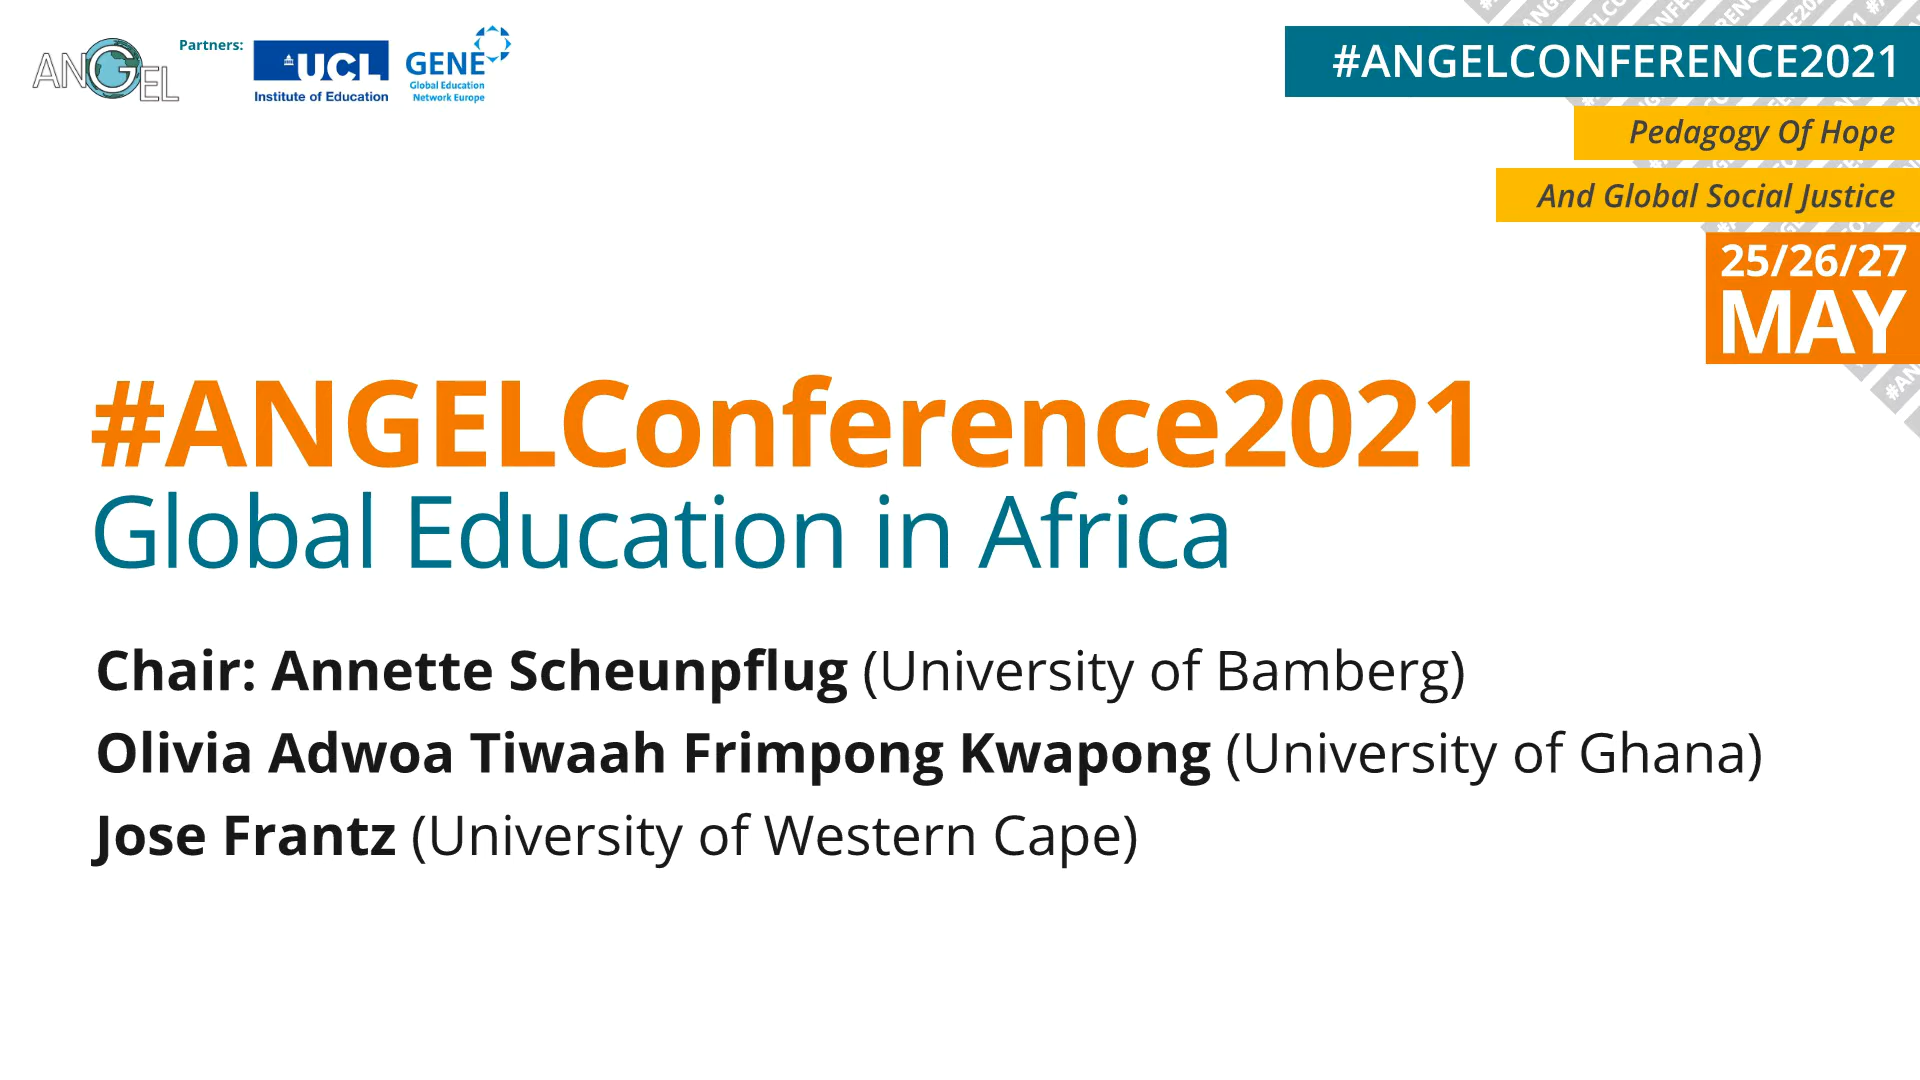 ANGEL
Partners:
UCL
Institute of Education
GENE
Global Education
Network Europe
#ANGELCONFERENCE2021
Pedagogy Of Hope
And Global Social Justice
25/26/27
MAY
#ANGELConference2021
Global Education in Africa
Chair: Annette Scheunpflug (University of Bamberg)
Olivia Adwoa Tiwaah Frimpong Kwapong (University of Ghana)
Jose Frantz (University of Western Cape)